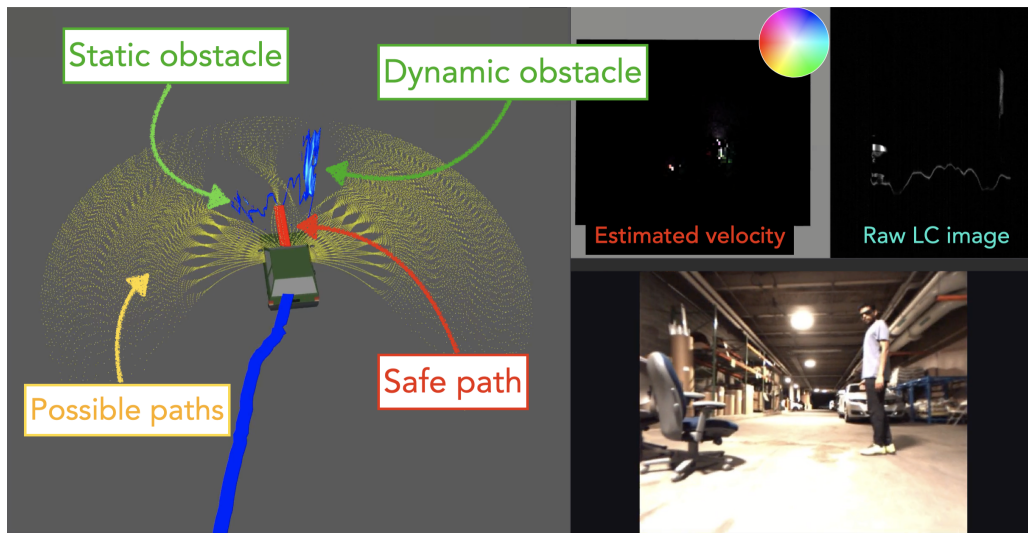 Static obstacle
Dynamic obstacle
Estimated velocity
Raw LC image
Safe path
Possible paths